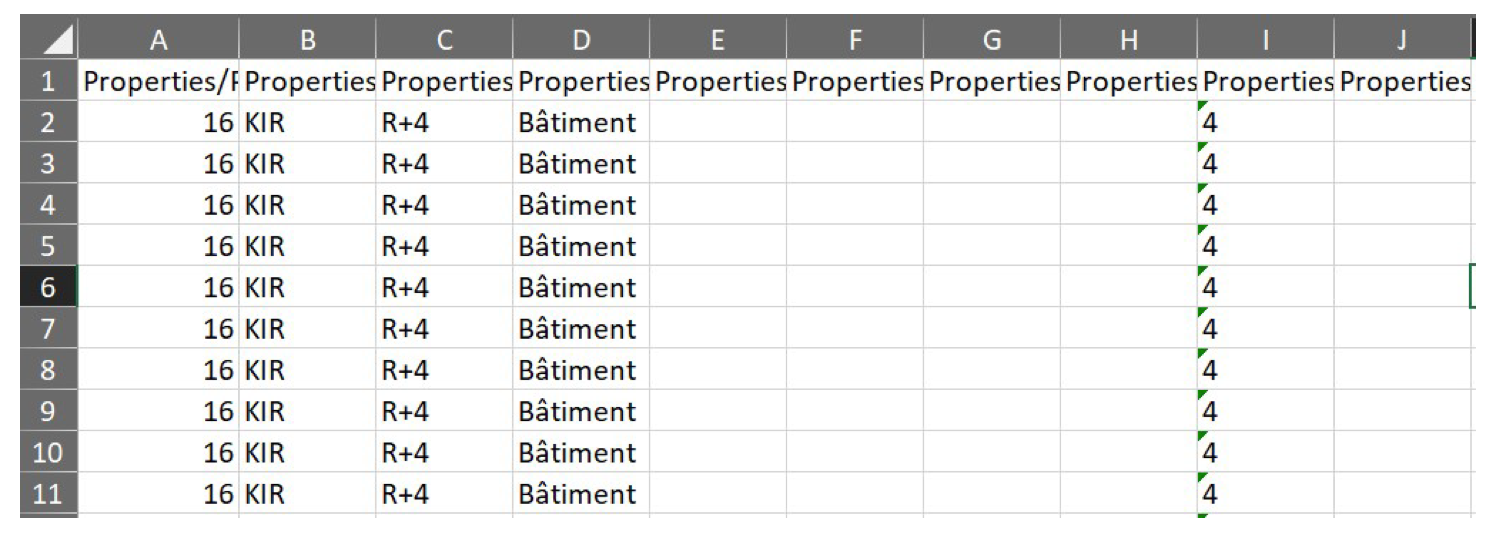 A B C D E F G H I J
1 Properties/ Properties Properties Properties Properties Properties Properties Properties Properties Properties
2 16 KIR R+4 Bâtiment 4
3 16 KIR R+4 Bâtiment 4
4 16 KIR R+4 Bâtiment 4
5 16 KIR R+4 Bâtiment 4
6 16 KIR R+4 Bâtiment 4
7 16 KIR R+4 Bâtiment 4
8 16 KIR R+4 Bâtiment 4
9 16 KIR R+4 Bâtiment 4
10 16 KIR R+4 Bâtiment 4
11 16 KIR R+4 Bâtiment 4